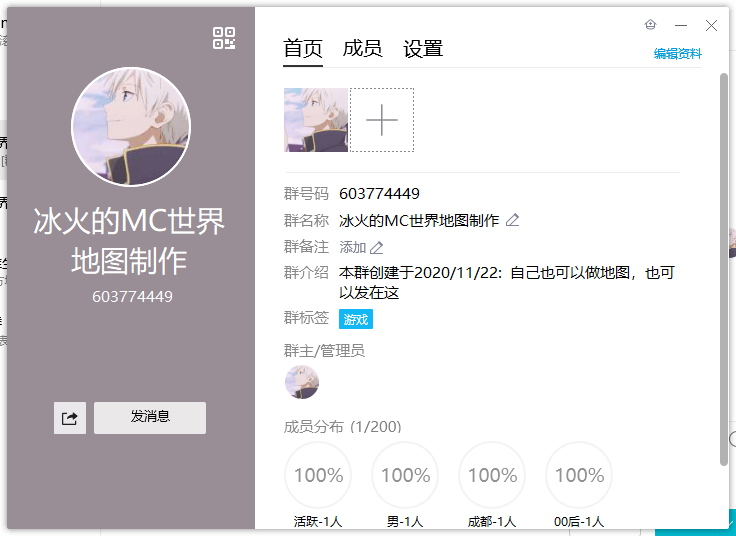 冰火的MC世界
地图制作
603774449
发消息
首页 成员 设置
编辑资料
群号码 603774449
群名称 冰火的MC世界地图制作
群备注 添加
群介绍 本群创建于2020/11/22: 自己也可以做地图，也可
以发在这
群标签 游戏
群主/管理员
成员分布 (1/200)
100% 100% 100% 100%
活跃-1人 男-1人 成都-1人 00后-1人